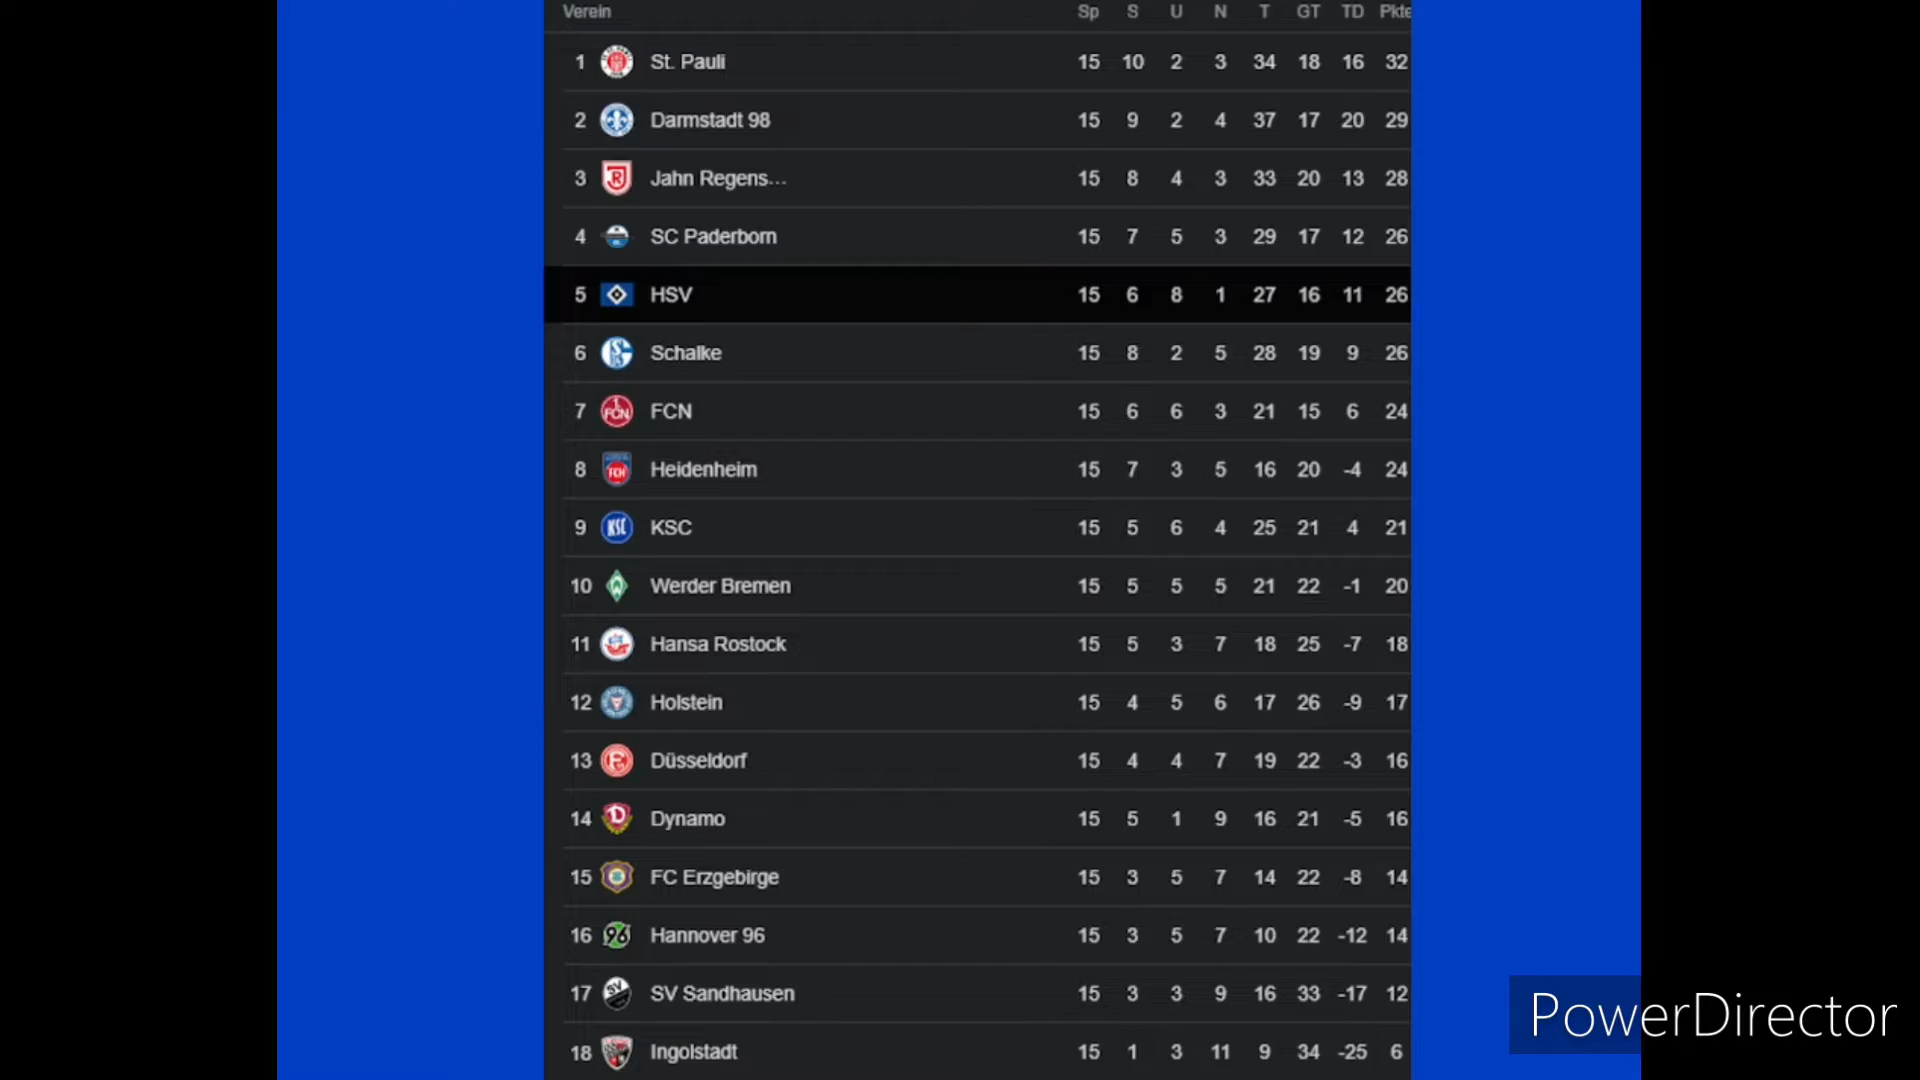 Verein Sp S U N T GT TD Pkte
1 St. Pauli 15 10 2 3 34 18 16 32
2 Darmstadt 98 15 9 2 4 37 17 20 29
3 Jahn Regens... 15 8 4 3 33 20 13 28
4 SC Paderborn 15 7 5 3 29 17 12 26
5 HSV 15 6 8 1 27 16 11 26
6 Schalke 15 8 2 5 28 19 9 26
7 FCN 15 6 6 3 21 15 6 24
8 Heidenheim 15 7 3 5 16 20 -4 24
9 KSC 15 5 6 4 25 21 4 21
10 Werder Bremen 15 5 5 5 21 22 -1 20
11 Hansa Rostock 15 5 3 7 18 25 -7 18
12 Holstein 15 4 5 6 17 26 -9 17
13 Düsseldorf 15 4 4 7 19 22 -3 16
14 Dynamo 15 5 1 9 16 21 -5 16
15 FC Erzgebirge 15 3 5 7 14 22 -8 14
16 Hannover 96 15 3 5 7 10 22 -12 14
17 SV Sandhausen 15 3 3 9 16 33 -17 12
18 Ingolstadt 15 1 3 11 9 34 -25 6
PowerDirector